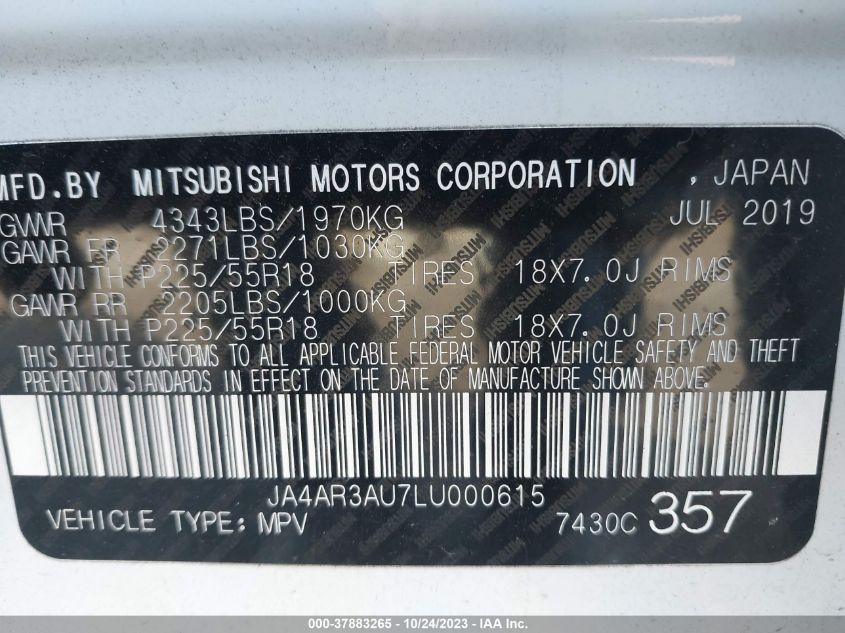 MFD.BY MITSUBISHI MOTORS CORPORATION , JAPAN
GVWR 4343LBS/1970KG JUL 2019
GAWR FR 2271LBS/1030KG
WITH P225/55R18 TIRES 18X7.0J RIMS
GAWR RR 2205LBS/1000KG
WITH P225/55R18 TIRES 18X7.0J RIMS
THIS VEHICLE CONFORMS TO ALL APPLICABLE FEDERAL MOTOR VEHICLE SAFETY AND THEFT
PREVENTION STANDARDS IN EFFECT ON THE DATE OF MANUFACTURE SHOWN ABOVE.
JA4AR3AU7LU000615
VEHICLE TYPE: MPV 7430C 357
000-37883265 / 10/24/2023 - IAA Inc.